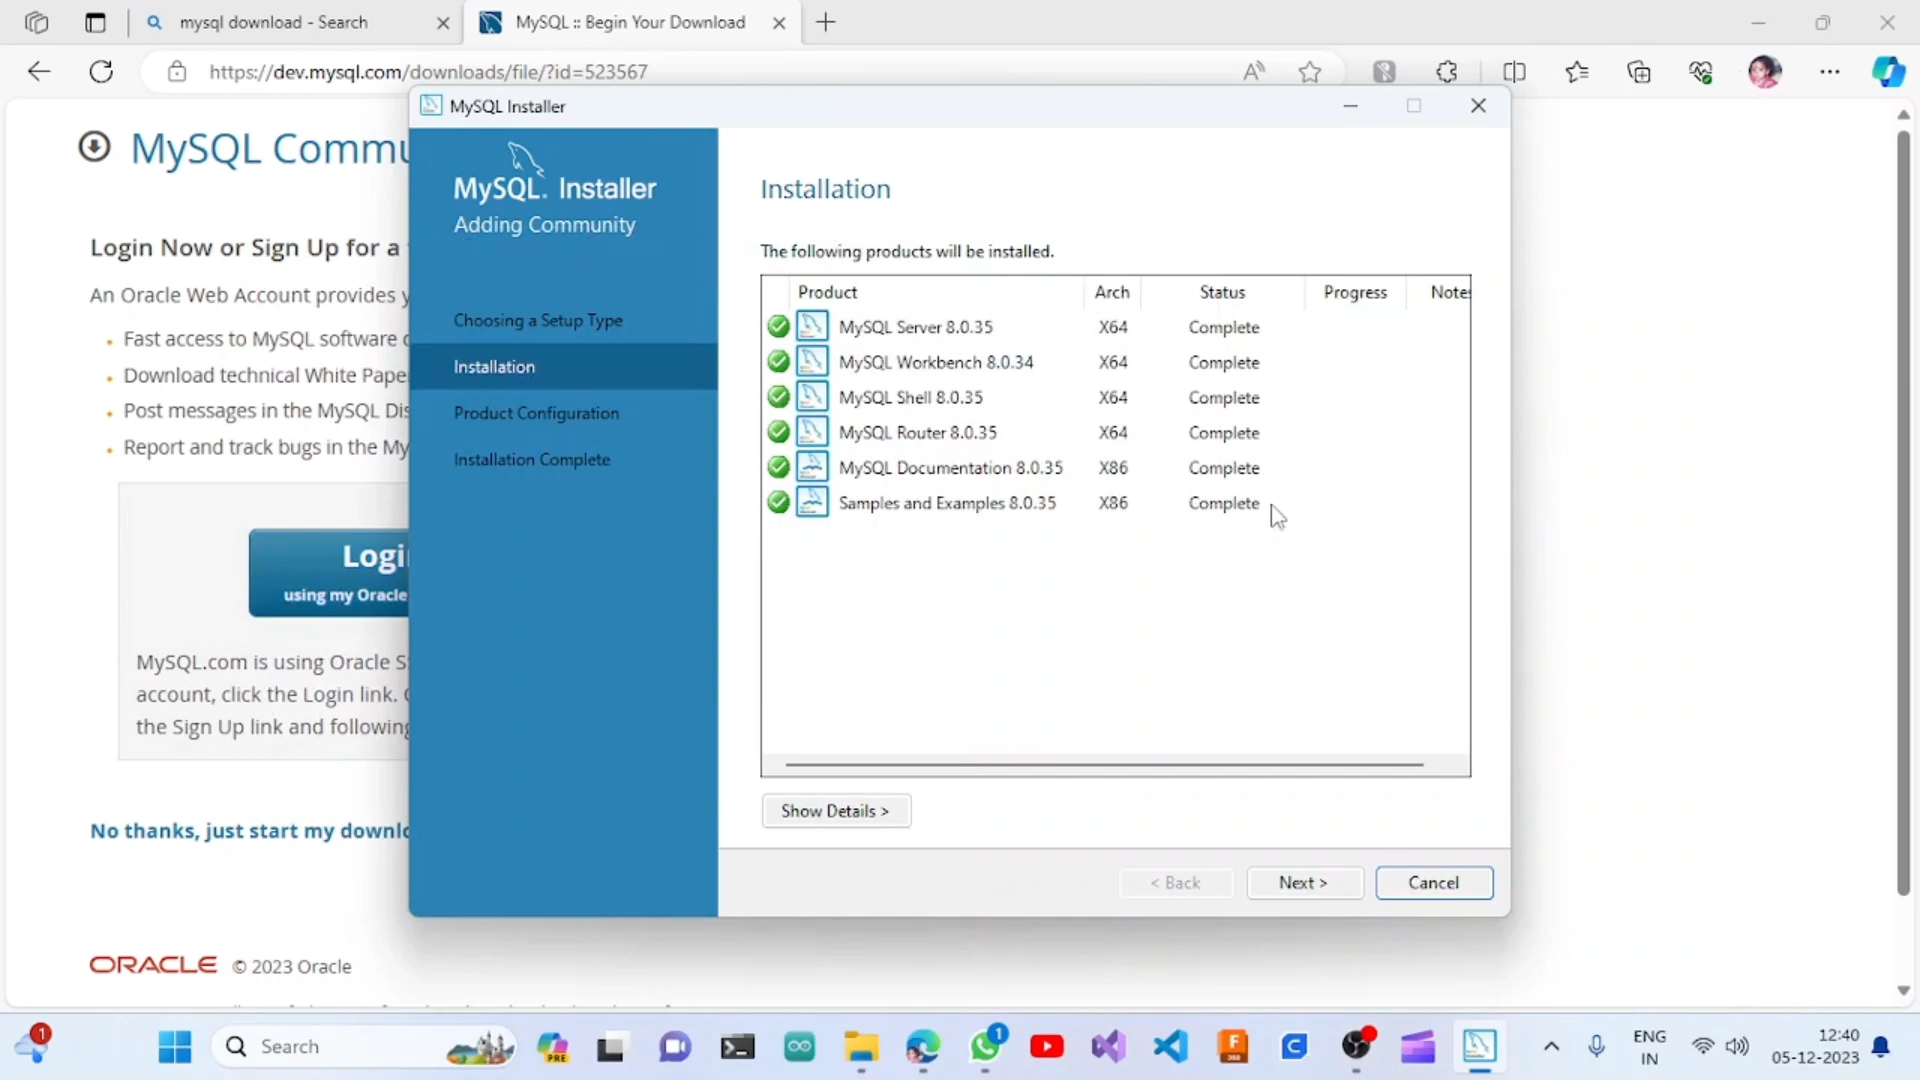 mysql download - Search
MySQL :: Begin Your Download
https://dev.mysql.com/downloads/file/?id=523567
MySQL Commu
Login Now or Sign Up for a
An Oracle Web Account provides y
Fast access to MySQL software
Download technical White Paper
Post messages in the MySQL Dis
Report and track bugs in the My
Login
using my Oracle
MySQL.com is using Oracle S
account, click the Login link.
the Sign Up link and following
No thanks, just start my downlo
ORACLE © 2023 Oracle
MySQL Installer
MySQL. Installer
Adding Community
Choosing a Setup Type
Installation
Product Configuration
Installation Complete
Installation
The following products will be installed.
Product Arch Status Progress Notes
MySQL Server 8.0.35 X64 Complete
MySQL Workbench 8.0.34 X64 Complete
MySQL Shell 8.0.35 X64 Complete
MySQL Router 8.0.35 X64 Complete
MySQL Documentation 8.0.35 X86 Complete
Samples and Examples 8.0.35 X86 Complete
Show Details >
< Back Next > Cancel
1
Search
PRE
1
ENG
IN
12:40
05-12-2023